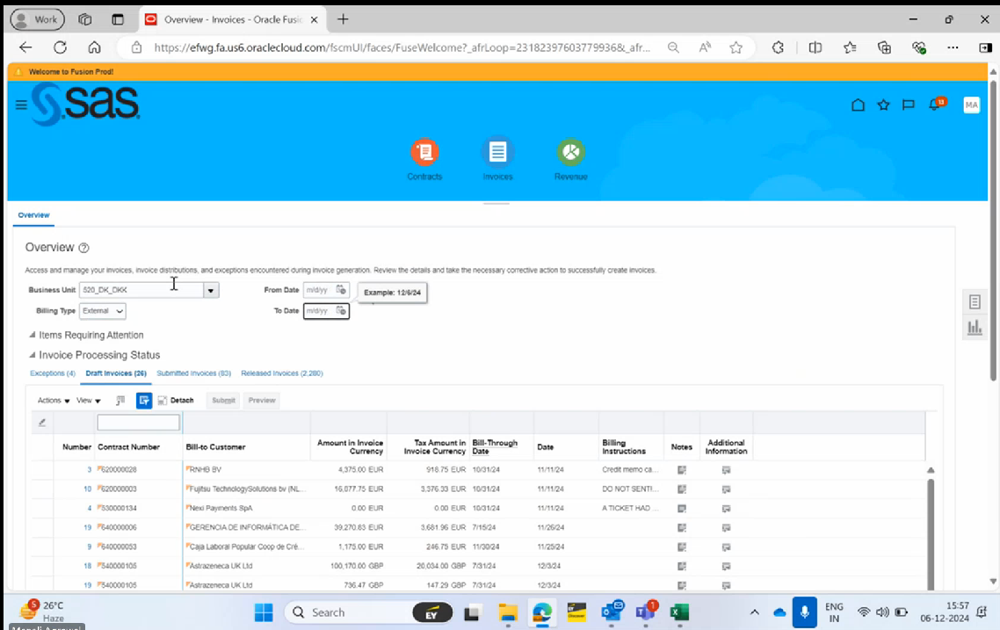 Work
Overview - Invoices - Oracle Fusio
https://efwg.fa.us6.oraclecloud.com/fscmUI/faces/FuseWelcome?_afrLoop=23182397603779936&_afr...
Welcome to Fusion Prod!
sas
13
MA
Contracts
Invoices
Revenue
Overview
Overview
Access and manage your invoices, invoice distributions, and exceptions encountered during invoice generation. Review the details and take the necessary corrective action to successfully create invoices.
Business Unit 520_DK_DKK From Date m/d/yy Example: 12/6/24
Billing Type External To Date m/d/yy
Items Requiring Attention
Invoice Processing Status
Exceptions (4) Draft Invoices (26) Submitted Invoices (83) Released Invoices (2,280)
Actions View Detach Submit Preview
Number Contract Number Bill-to Customer Amount in Invoice Currency Tax Amount in Invoice Currency Bill-Through Date Date Billing Instructions Notes Additional Information
3 620000028 RNHB BV 4,375.00 EUR 918.75 EUR 10/31/24 11/11/24 Credit memo ca...
10 620000003 Fujitsu TechnologySolutions bv (NL... 16,077.75 EUR 3,376.33 EUR 10/31/24 11/11/24 DO NOT SENT!...
4 530000134 Nexi Payments SpA 0.00 EUR 0.00 EUR 10/31/24 11/11/24 A TICKET HAD ...
19 640000006 GERENCIA DE INFORMÁTICA DE... 39,270.83 EUR 3,681.96 EUR 7/15/24 11/26/24
9 640000053 Caja Laboral Popular Coop de Cré... 1,175.00 EUR 246.75 EUR 11/30/24 11/25/24
18 540000105 Astrazeneca UK Ltd 100,170.00 GBP 20,034.00 GBP 7/31/24 12/3/24
19 540000105 Astrazeneca UK Ltd 736.47 GBP 147.29 GBP 7/31/24 12/3/24
5
26°C
Haze
Search
EY
1
ENG
IN
15:57
06-12-2024